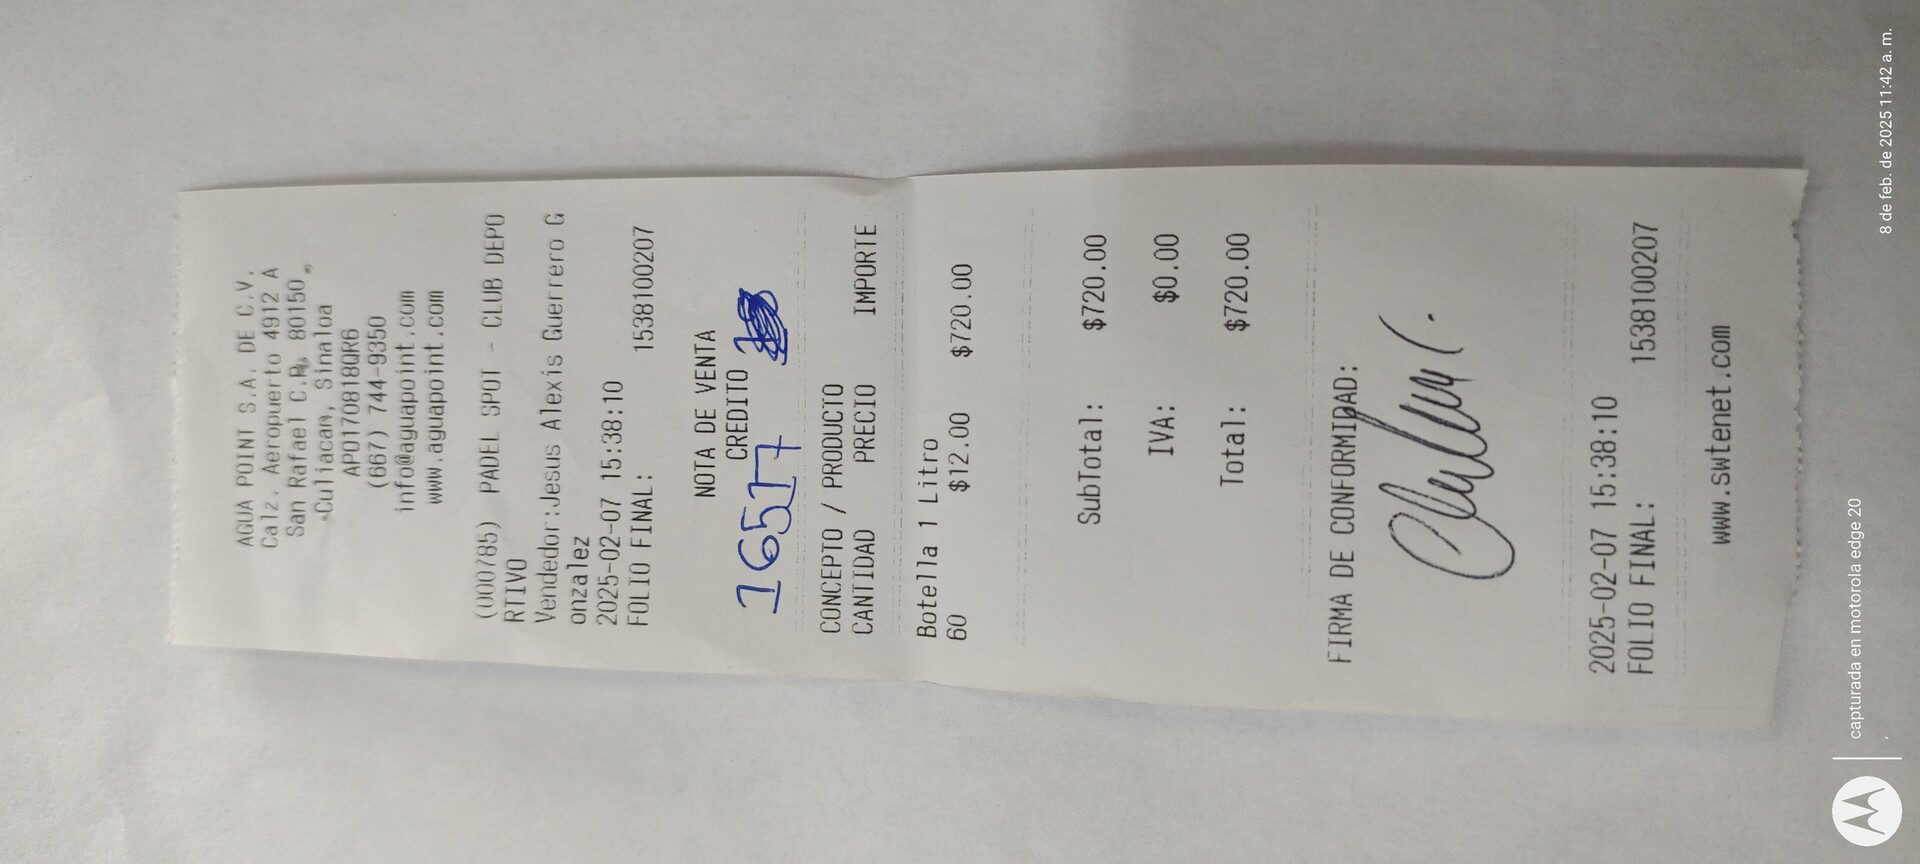 AGUA POINT S.A. DE C.V.
Calz. Aeropuerto 4912 A
San Rafael C.P. 80150,
Culiacan, Sinaloa
APO170818QR6
(667) 744-9350
info@aguapoint.com
www.aguapoint.com
(000785) PADEL SPOT - CLUB DEPO
RTIVO
Vendedor:Jesus Alexis Guerrero G
onzalez
2025-02-07 15:38:10
FOLIO FINAL: 1538100207
NOTA DE VENTA
CREDITO
16517
CONCEPTO / PRODUCTO
CANTIDAD PRECIO IMPORTE
Botella 1 Litro
60 $12.00 $720.00
SubTotal: $720.00
IVA: $0.00
Total: $720.00
FIRMA DE CONFORMIDAD:
2025-02-07 15:38:10
FOLIO FINAL: 1538100207
www.swtenet.com
capturada en motorola edge 20
8 de feb. de 2025 11:42 a. m.